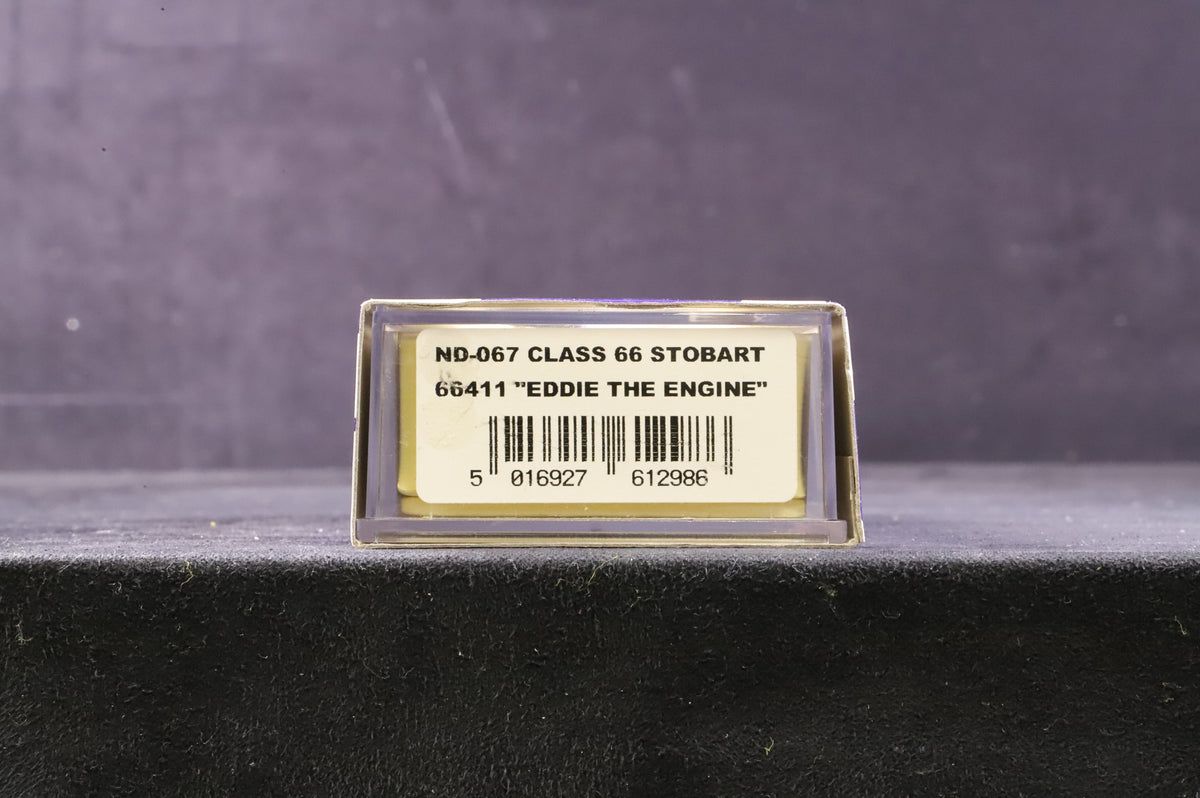 ND-067 CLASS 66 STOBART
66411 "EDDIE THE ENGINE"
5 016927 612986